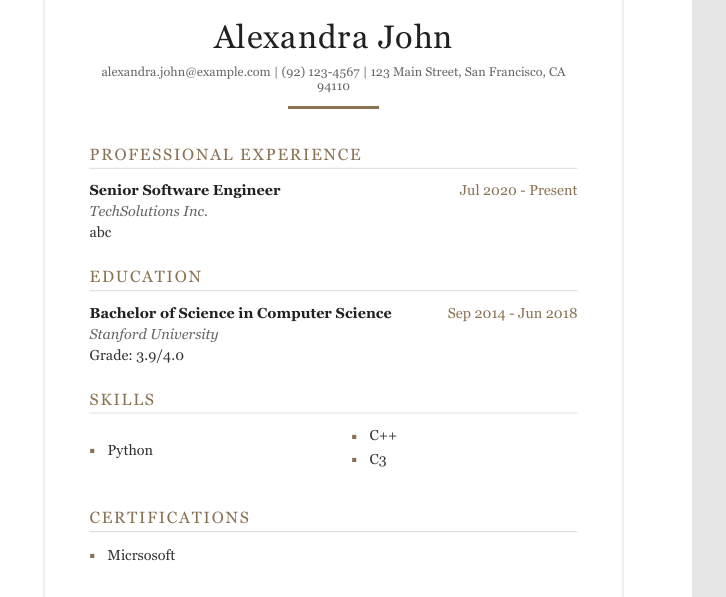 Alexandra John
alexandra.john@example.com | (92) 123-4567 | 123 Main Street, San Francisco, CA
94110
PROFESSIONAL EXPERIENCE
Senior Software Engineer Jul 2020 - Present
TechSolutions Inc.
abc
EDUCATION
Bachelor of Science in Computer Science Sep 2014 - Jun 2018
Stanford University
Grade: 3.9/4.0
SKILLS
Python
C++
C3
CERTIFICATIONS
Micrsosoft